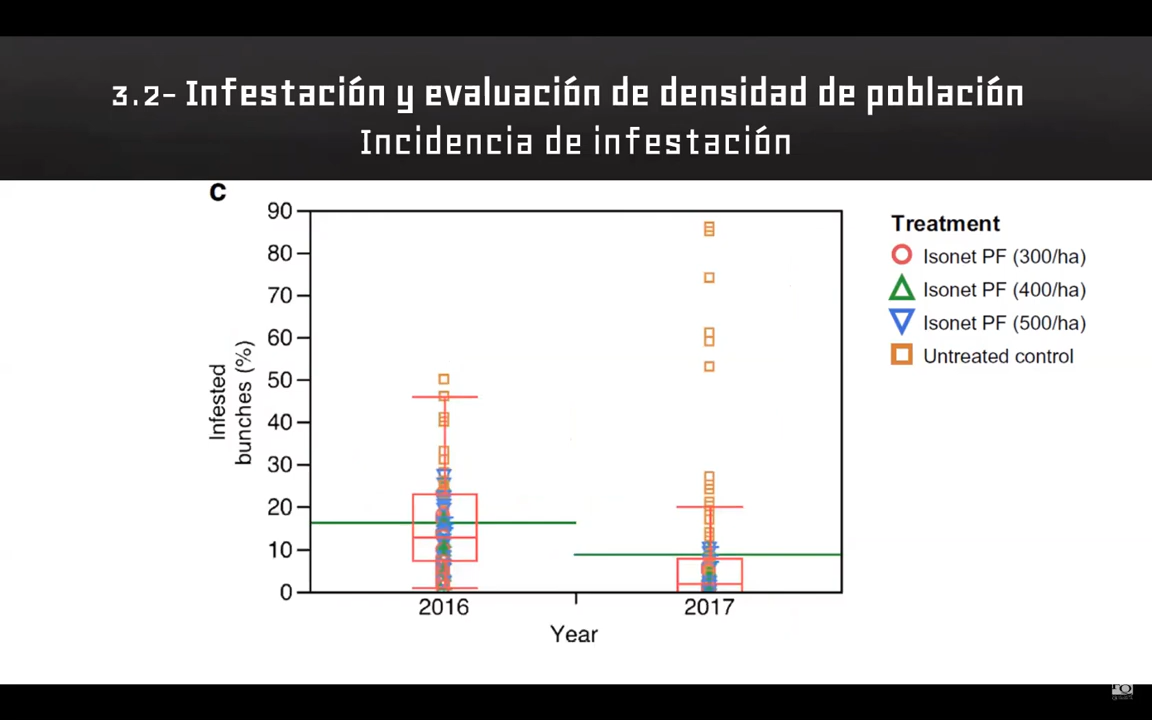 3.2- Infestación y evaluación de densidad de población
Incidencia de infestación
C
90
80
70
60
50
40
30
20
10
0
Infested
bunches (%)
2016
2017
Year
Treatment
Isonet PF (300/ha)
Isonet PF (400/ha)
Isonet PF (500/ha)
Untreated control